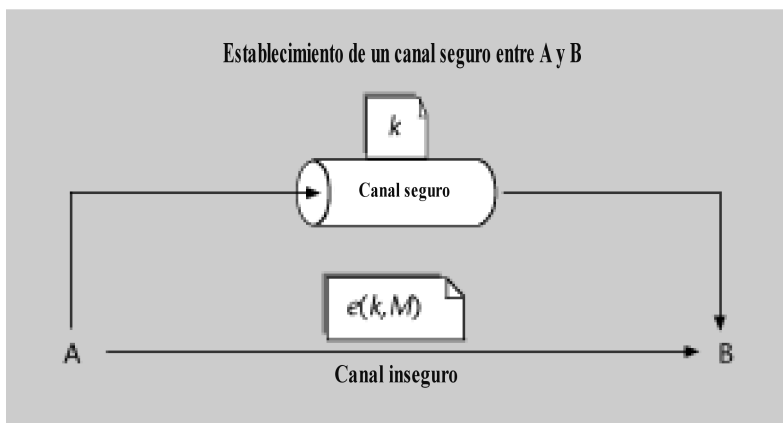 Establecimiento de un canal seguro entre A y B
k
Canal seguro
e(k,M)
A
B
Canal inseguro